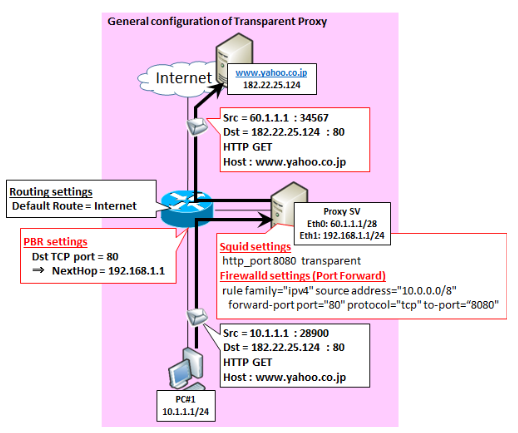 General configuration of Transparent Proxy
Internet
www.yahoo.co.jp
182.22.25.124
Src = 60.1.1.1 : 34567
Dst = 182.22.25.124 : 80
HTTP GET
Host : www.yahoo.co.jp
Routing settings
Default Route = Internet
Proxy SV
Eth0: 60.1.1.1/28
Eth1: 192.168.1.1/24
PBR settings
Dst TCP port = 80
⇒ NextHop = 192.168.1.1
Squid settings
http_port 8080 transparent
Firewalld settings (Port Forward)
rule family="ipv4" source address="10.0.0.0/8"
forward-port port="80" protocol="tcp" to-port="8080"
Src = 10.1.1.1 : 28900
Dst = 182.22.25.124 : 80
HTTP GET
Host : www.yahoo.co.jp
PC#1
10.1.1.1/24